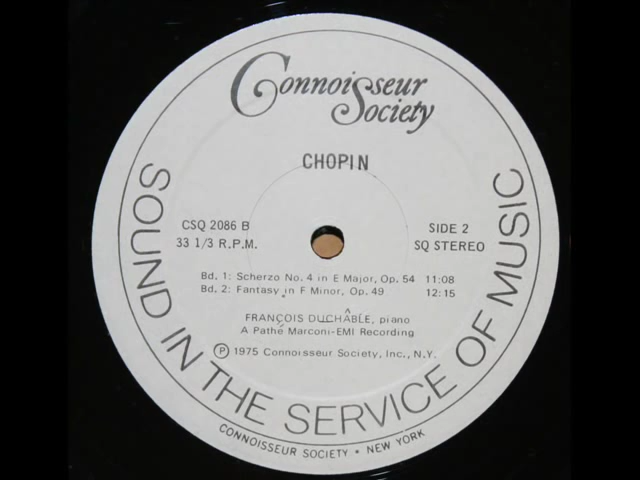 Connoisseur
Society
CHOPIN
CSQ 2086 B
33 1/3 R.P.M.
SIDE 2
SQ STEREO
Bd. 1: Scherzo No. 4 in E Major, Op. 54 11:08
Bd. 2: Fantasy in F Minor, Op. 49 12:15
FRANÇOIS DUCHÂBLE, piano
A Pathé Marconi-EMI Recording
Ⓟ 1975 Connoisseur Society, Inc., N.Y.
SOUND IN THE SERVICE OF MUSIC
CONNOISSEUR SOCIETY • NEW YORK